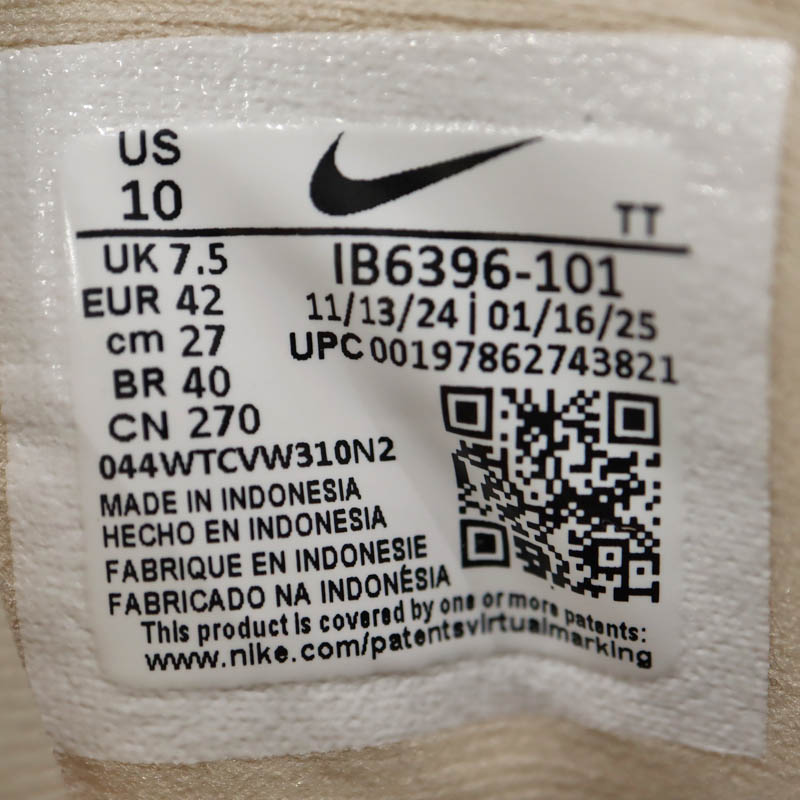 US
10
TT
UK 7.5
EUR 42
cm 27
BR 40
CN 270
IB6396-101
11/13/24 | 01/16/25
UPC 00197862743821
044WTCVW310N2
MADE IN INDONESIA
HECHO EN INDONESIA
FABRIQUE EN INDONESIE
FABRICADO NA INDONÉSIA
This product is covered by one or more patents:
www.nike.com/patentsvirtualmarking